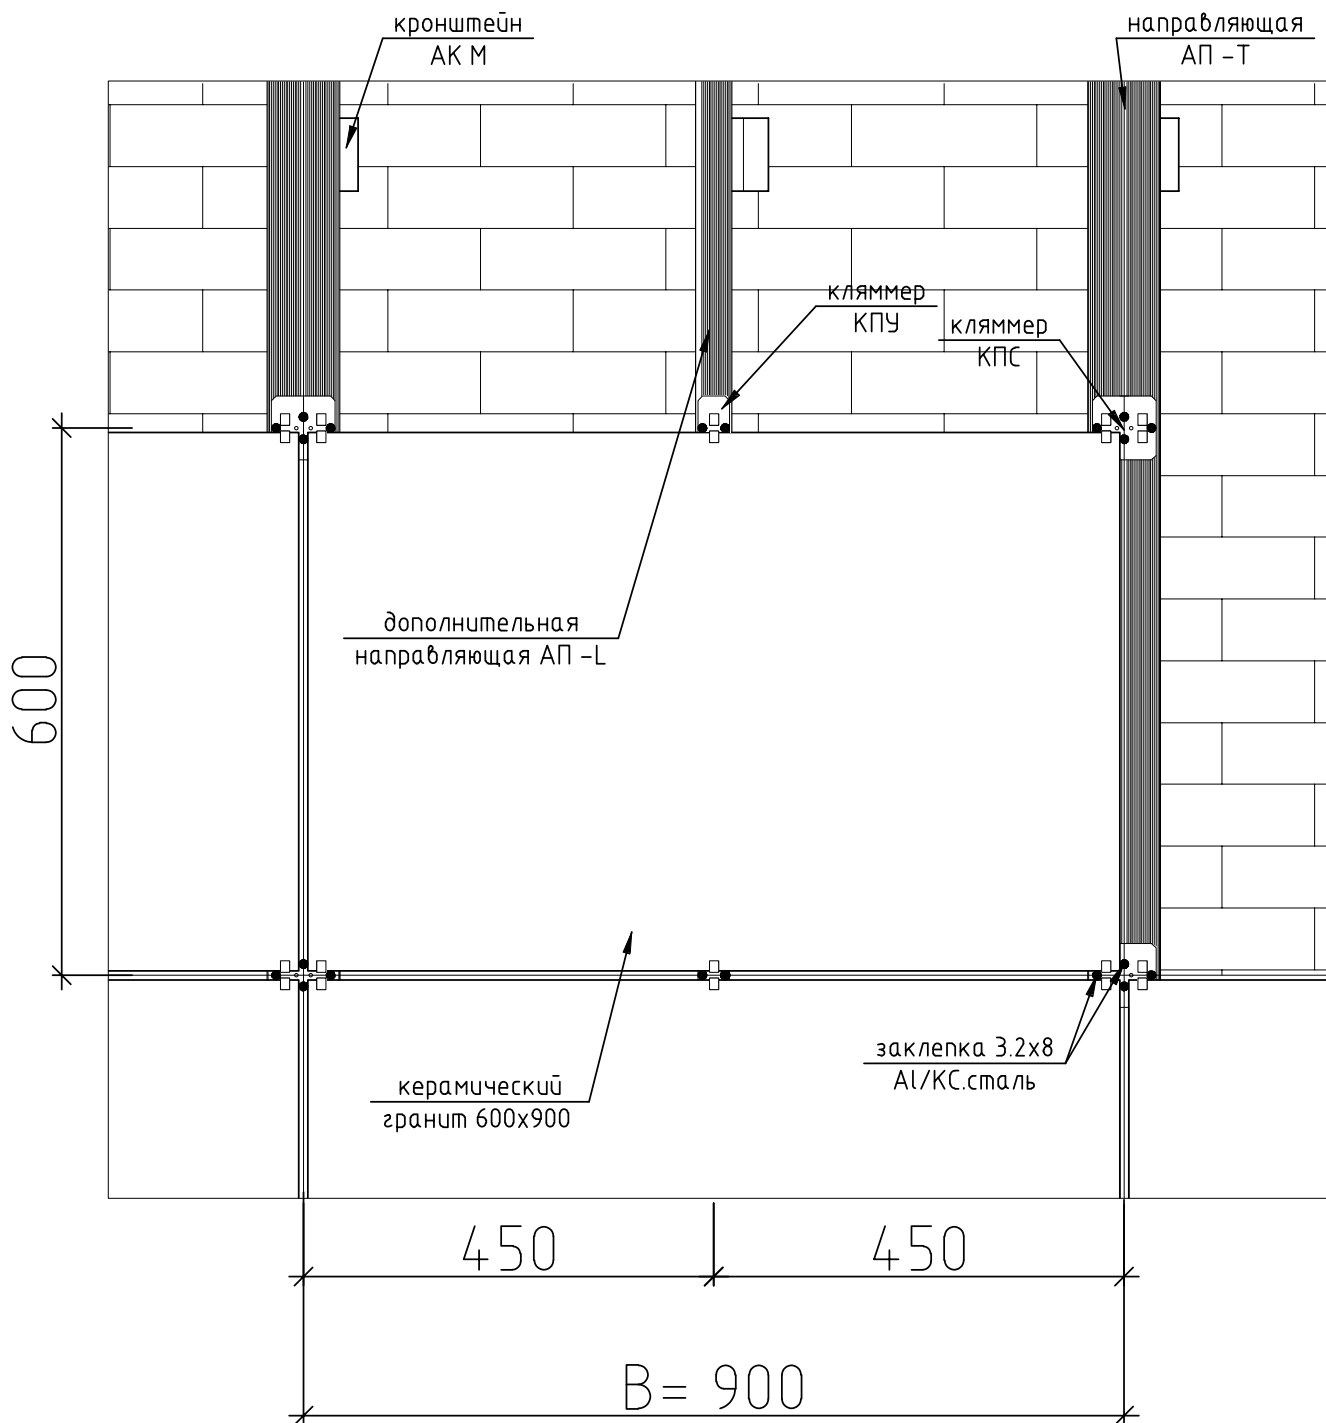 кронштейн
АК М
направляющая
АП -Т
кляммер
КПУ
кляммер
КПС
дополнительная
направляющая АП -L
600
заклепка 3.2х8
Al/КС.сталь
керамический
гранит 600х900
450
450
B= 900